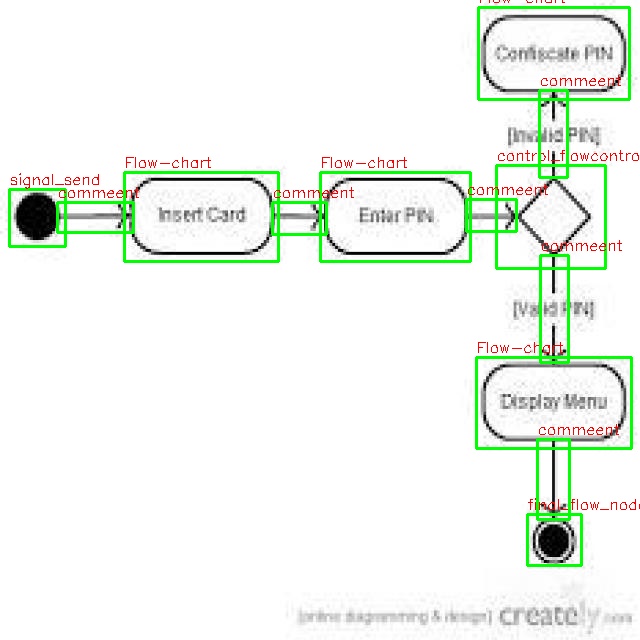 Flow-chart
Confiscate PIN
commeent
[Invalid PIN]
control_flowcontro
signal_send
commeent
Flow-chart
Insert Card
commeent
Flow-chart
Enter PIN
commeent
commeent
[Valid PIN]
Flow-chart
Display Menu
commeent
final_flow_node
[online diagramming & design] creately.com